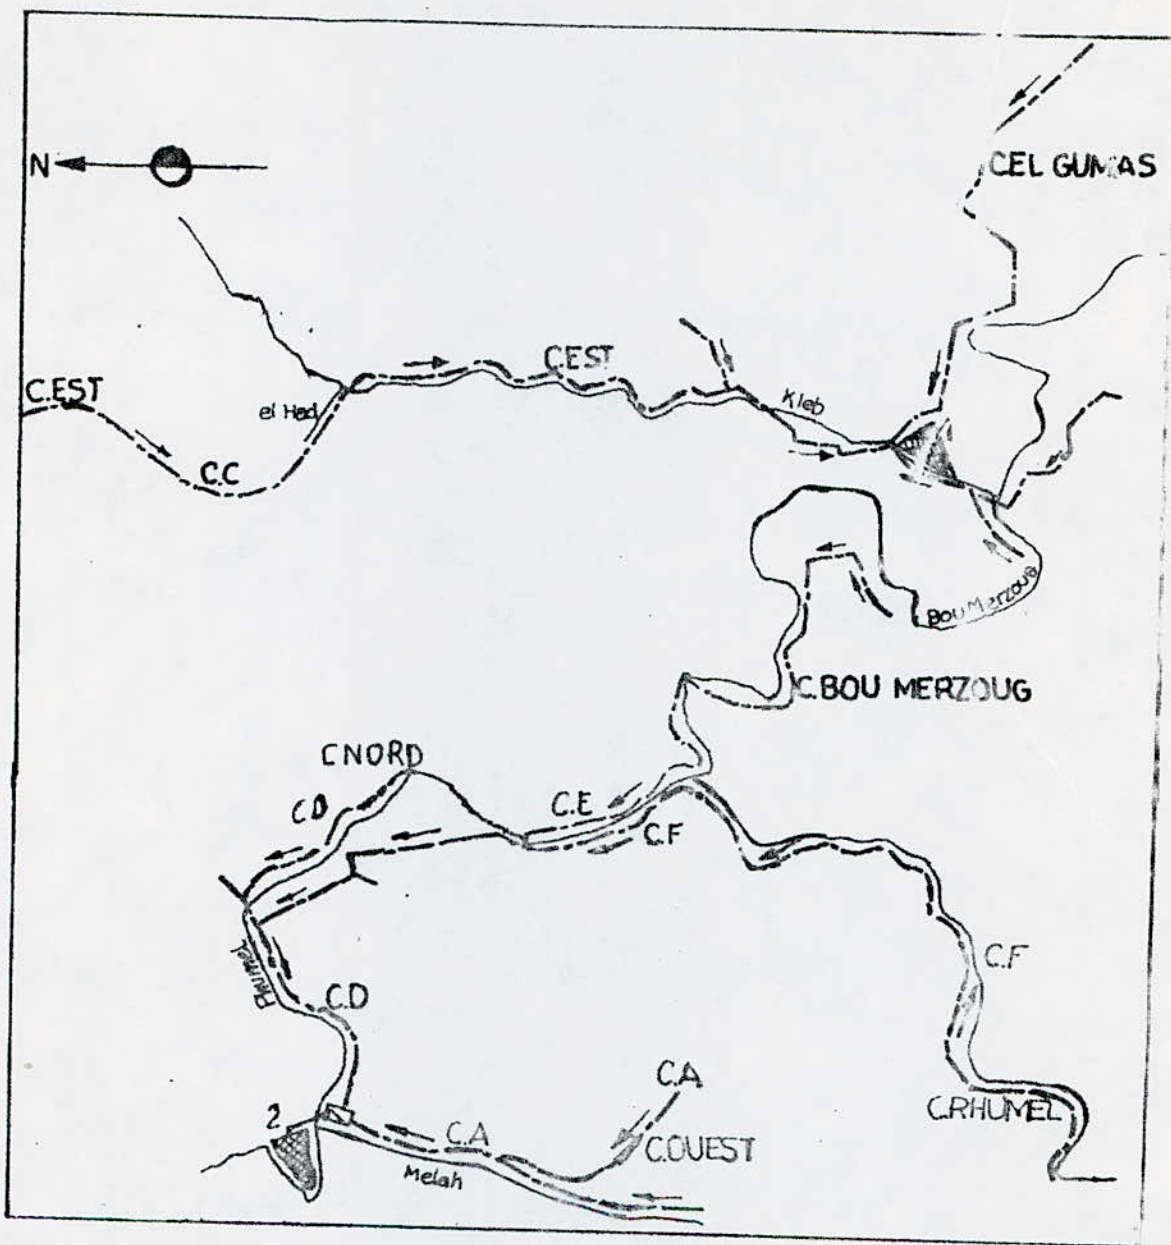 N
C.EL GUMAS
C.EST
C.EST
el Had
Kleb
C.C
Bou Merzoug
C.BOU MERZOUG
C NORD
C.D
C.E
C.F
C.F
Rhumel
C.D
C.A
C.RHUMEL
2
C.A
C.OUEST
Melah